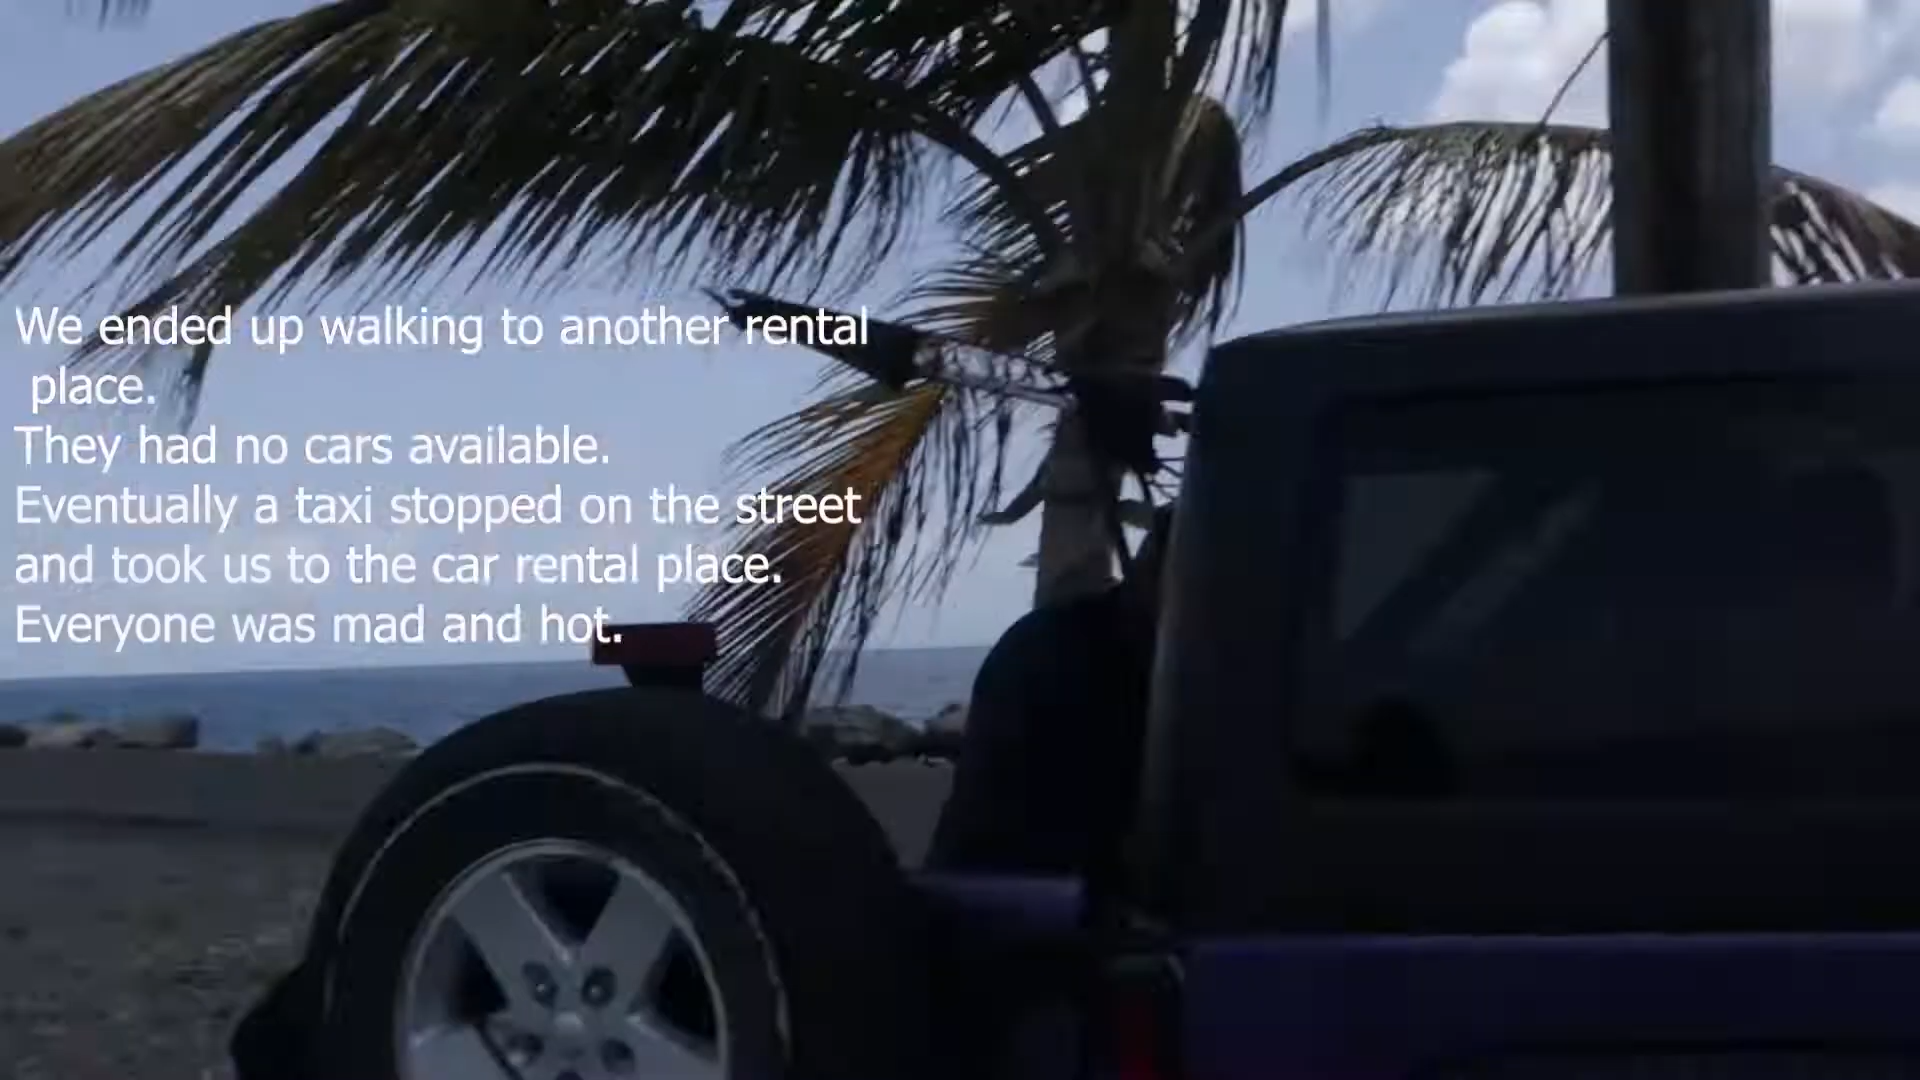 We ended up walking to another rental
place.
They had no cars available.
Eventually a taxi stopped on the street
and took us to the car rental place.
Everyone was mad and hot.